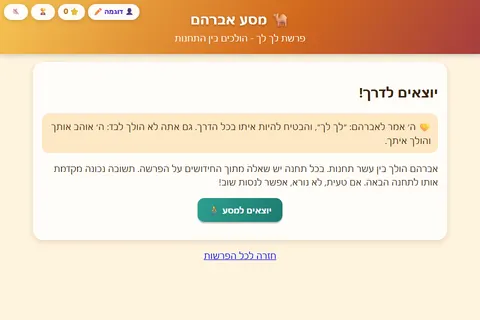 🐪 מסע אברהם
פרשת לך לך - הולכים בין התחנות
👤 דוגמה ✏️
⭐ 0
יוצאים לדרך!
ה׳ אמר לאברהם: "לך לך", והבטיח להיות איתו בכל הדרך. גם אתה לא הולך לבד: ה׳ אוהב אותך
והולך איתך.
אברהם הולך בין עשר תחנות. בכל תחנה יש שאלה מתוך החידושים על הפרשה. תשובה נכונה מקדמת
אותו לתחנה הבאה. אם טעית, לא נורא, אפשר לנסות שוב!
יוצאים למסע 🚶
חזרה לכל הפרשות